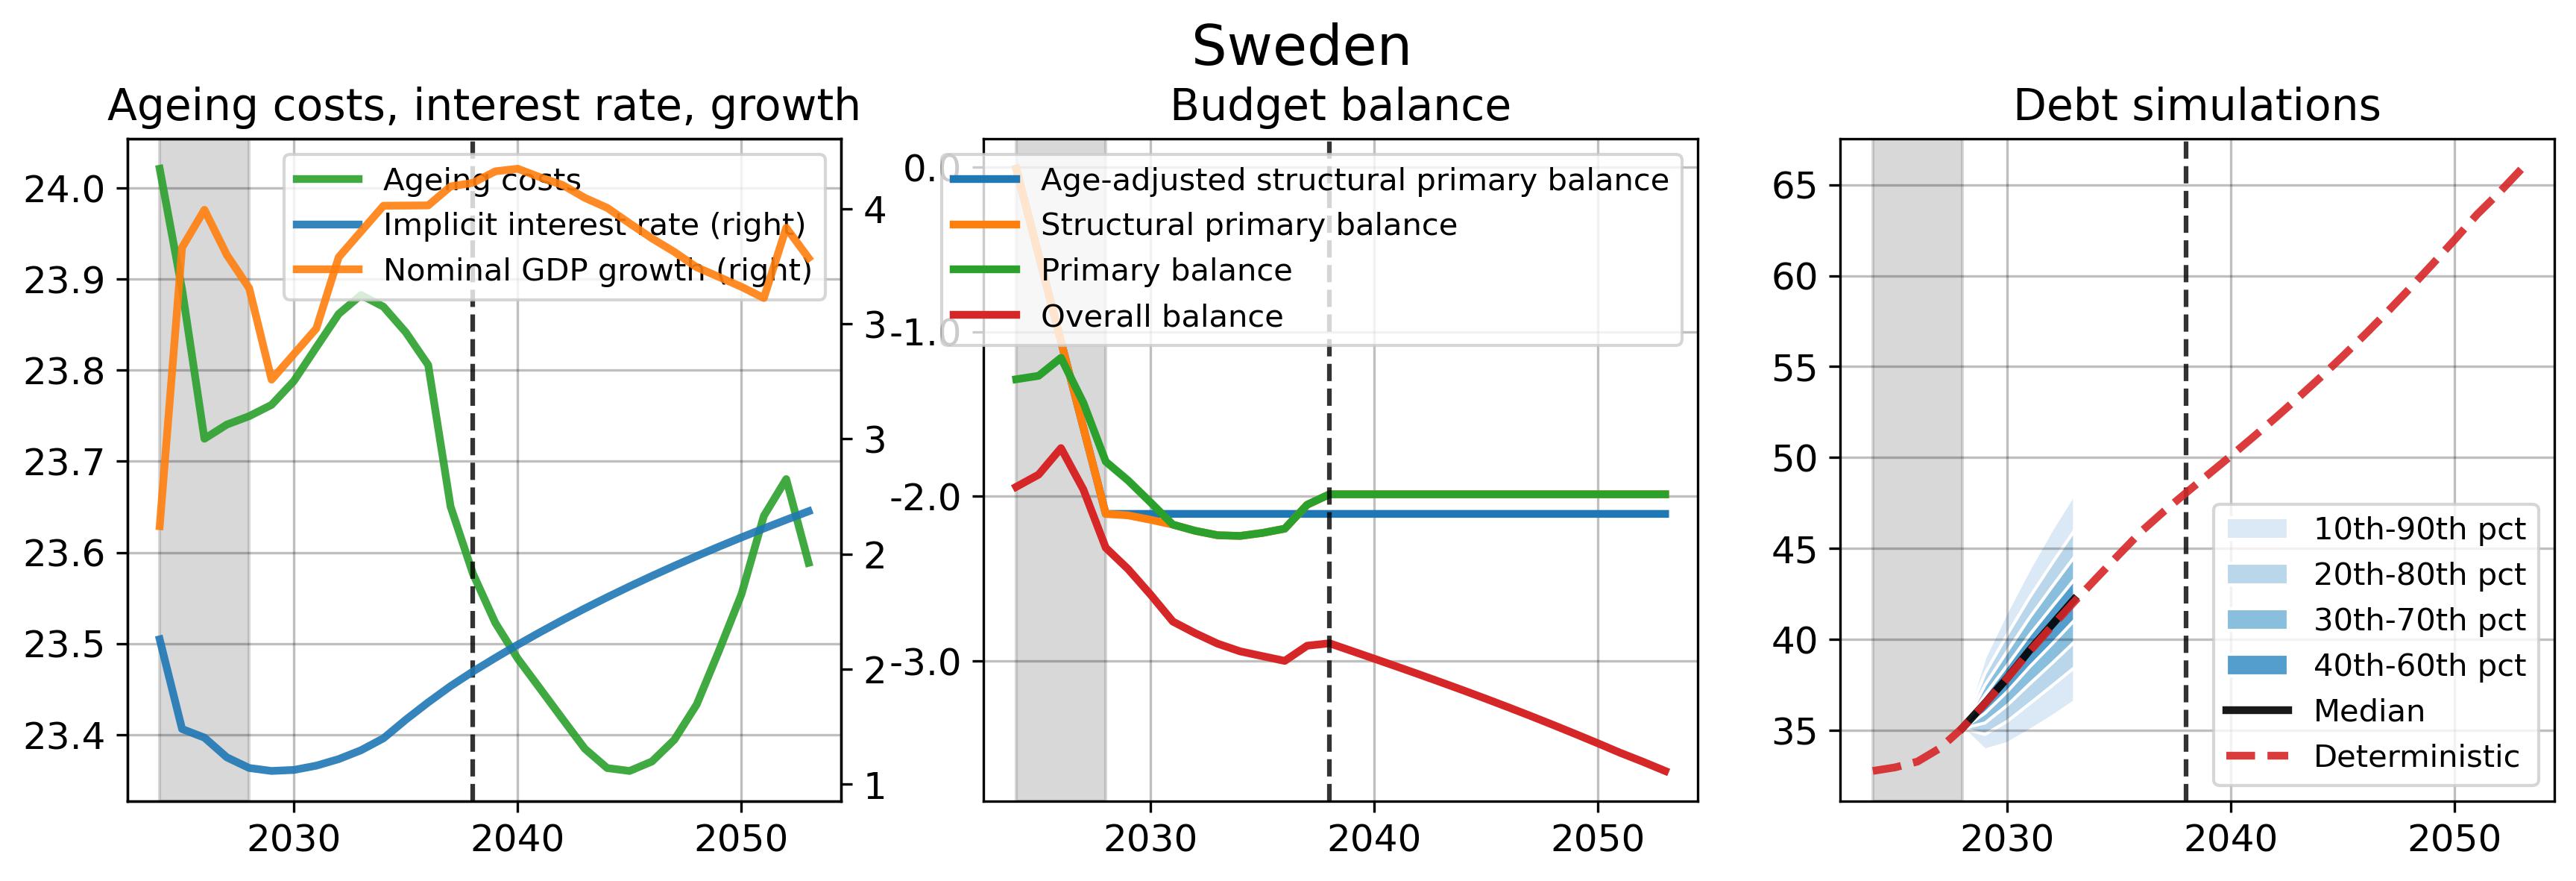 Sweden
Ageing costs, interest rate, growth
24.0
23.9
23.8
23.7
23.6
23.5
23.4
2030
2040
2050
4
3
3
2
2
1
Ageing costs
Implicit interest rate (right)
Nominal GDP growth (right)
Budget balance
0.0
-1.0
-2.0
-3.0
2030
2040
2050
Age-adjusted structural primary balance
Structural primary balance
Primary balance
Overall balance
Debt simulations
65
60
55
50
45
40
35
2030
2040
2050
10th-90th pct
20th-80th pct
30th-70th pct
40th-60th pct
Median
Deterministic